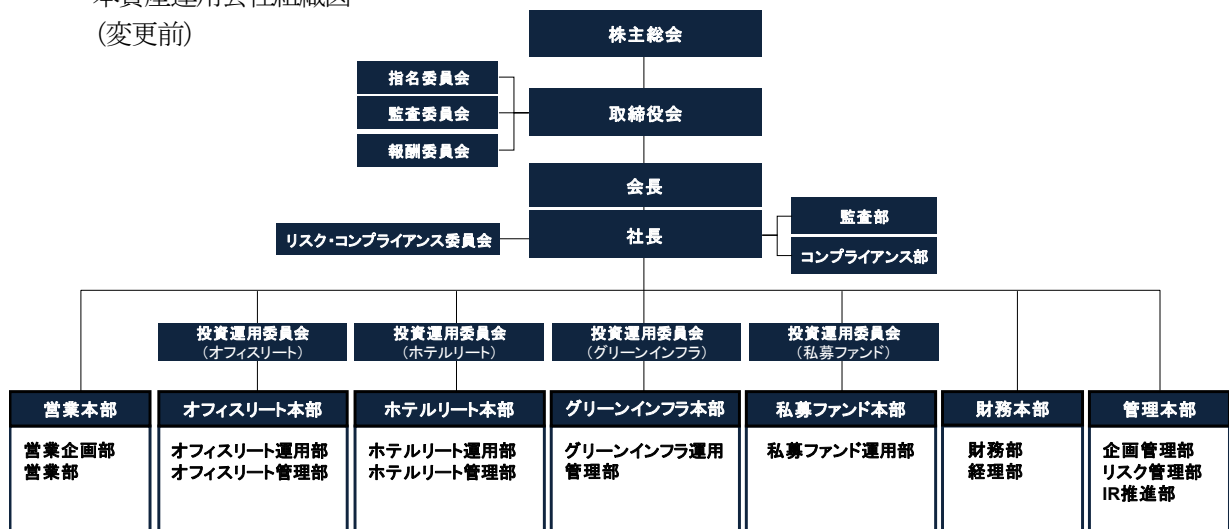 本資産運用会社組織図
(変更前)
株主総会
指名委員会
監査委員会
報酬委員会
取締役会
会長
社長
リスク・コンプライアンス委員会
監査部
コンプライアンス部
投資運用委員会
（オフィスリート）
投資運用委員会
（ホテルリート）
投資運用委員会
（グリーンインフラ）
投資運用委員会
（私募ファンド）
営業本部
営業企画部
営業部
オフィスリート本部
オフィスリート運用部
オフィスリート管理部
ホテルリート本部
ホテルリート運用部
ホテルリート管理部
グリーンインフラ本部
グリーンインフラ運用
管理部
私募ファンド本部
私募ファンド運用部
財務本部
財務部
経理部
管理本部
企画管理部
リスク管理部
IR推進部